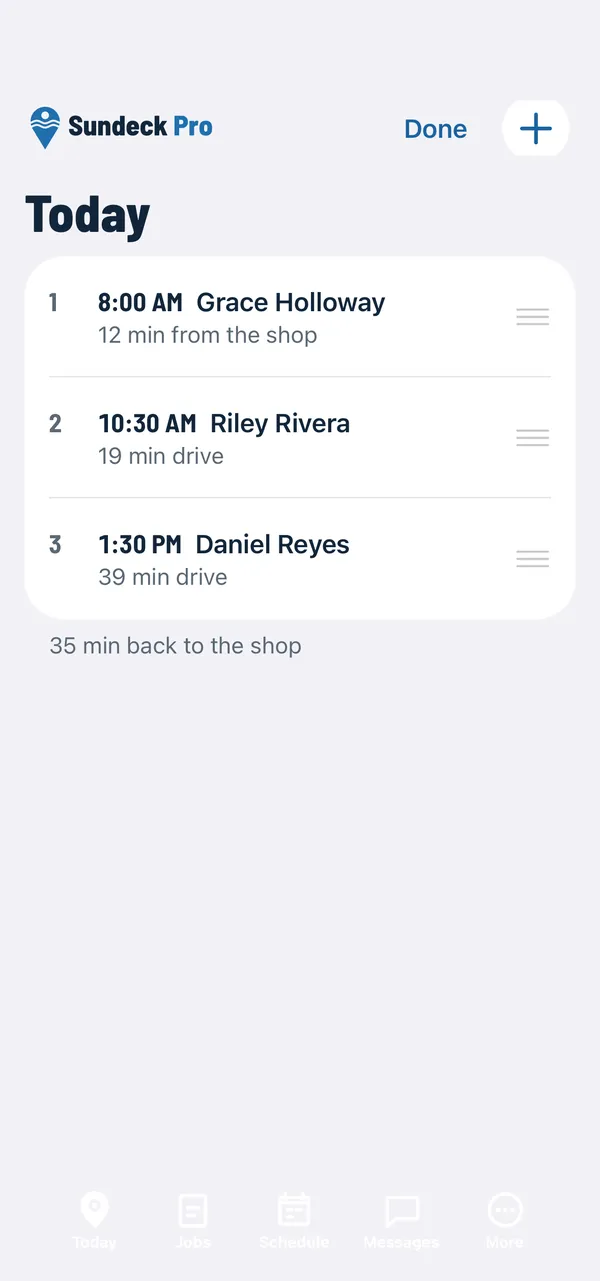 Sundeck Pro
Done
Today
1 8:00 AM Grace Holloway
12 min from the shop
2 10:30 AM Riley Rivera
19 min drive
3 1:30 PM Daniel Reyes
39 min drive
35 min back to the shop
Today Jobs Schedule Messages More